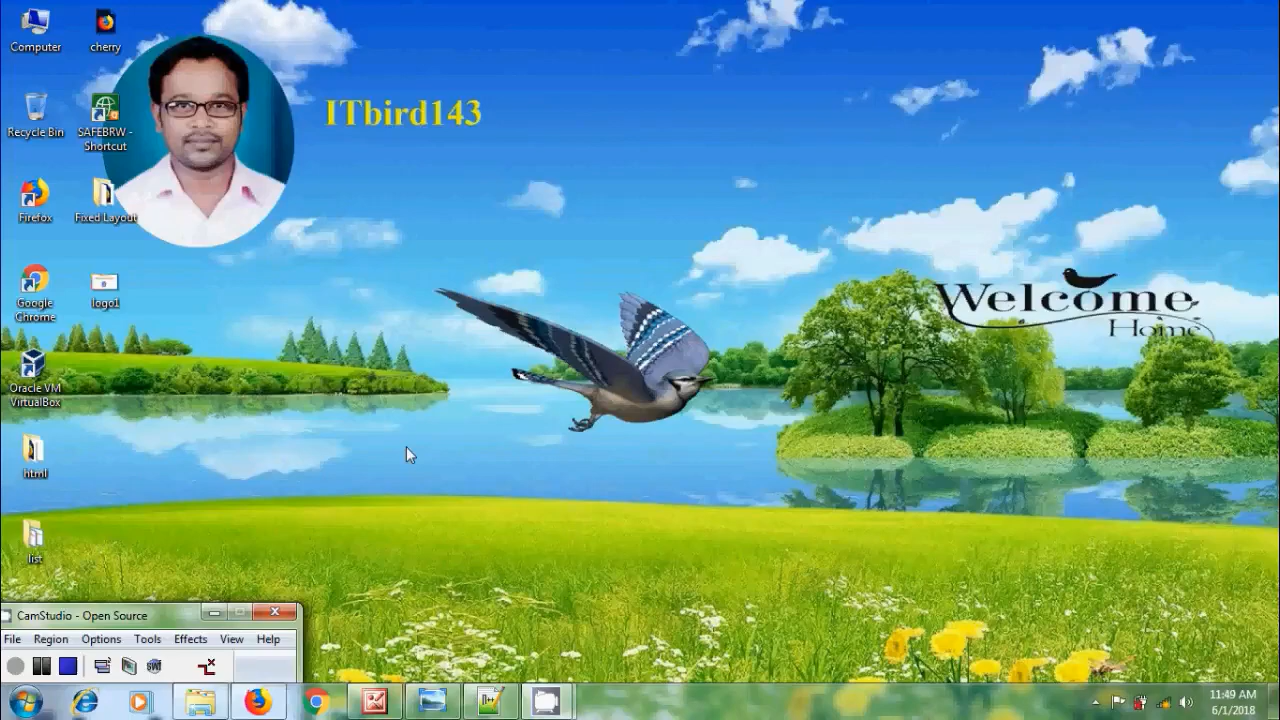 Computer
cherry
ITbird143
Recycle Bin
SAFEBRW -
Shortcut
Firefox
Fixed Layout
Google
Chrome
logo1
Welcome
Home
Oracle VM
VirtualBox
html
list
CamStudio - Open Source
File Region Options Tools Effects View Help
SWF
11:49 AM
6/1/2018